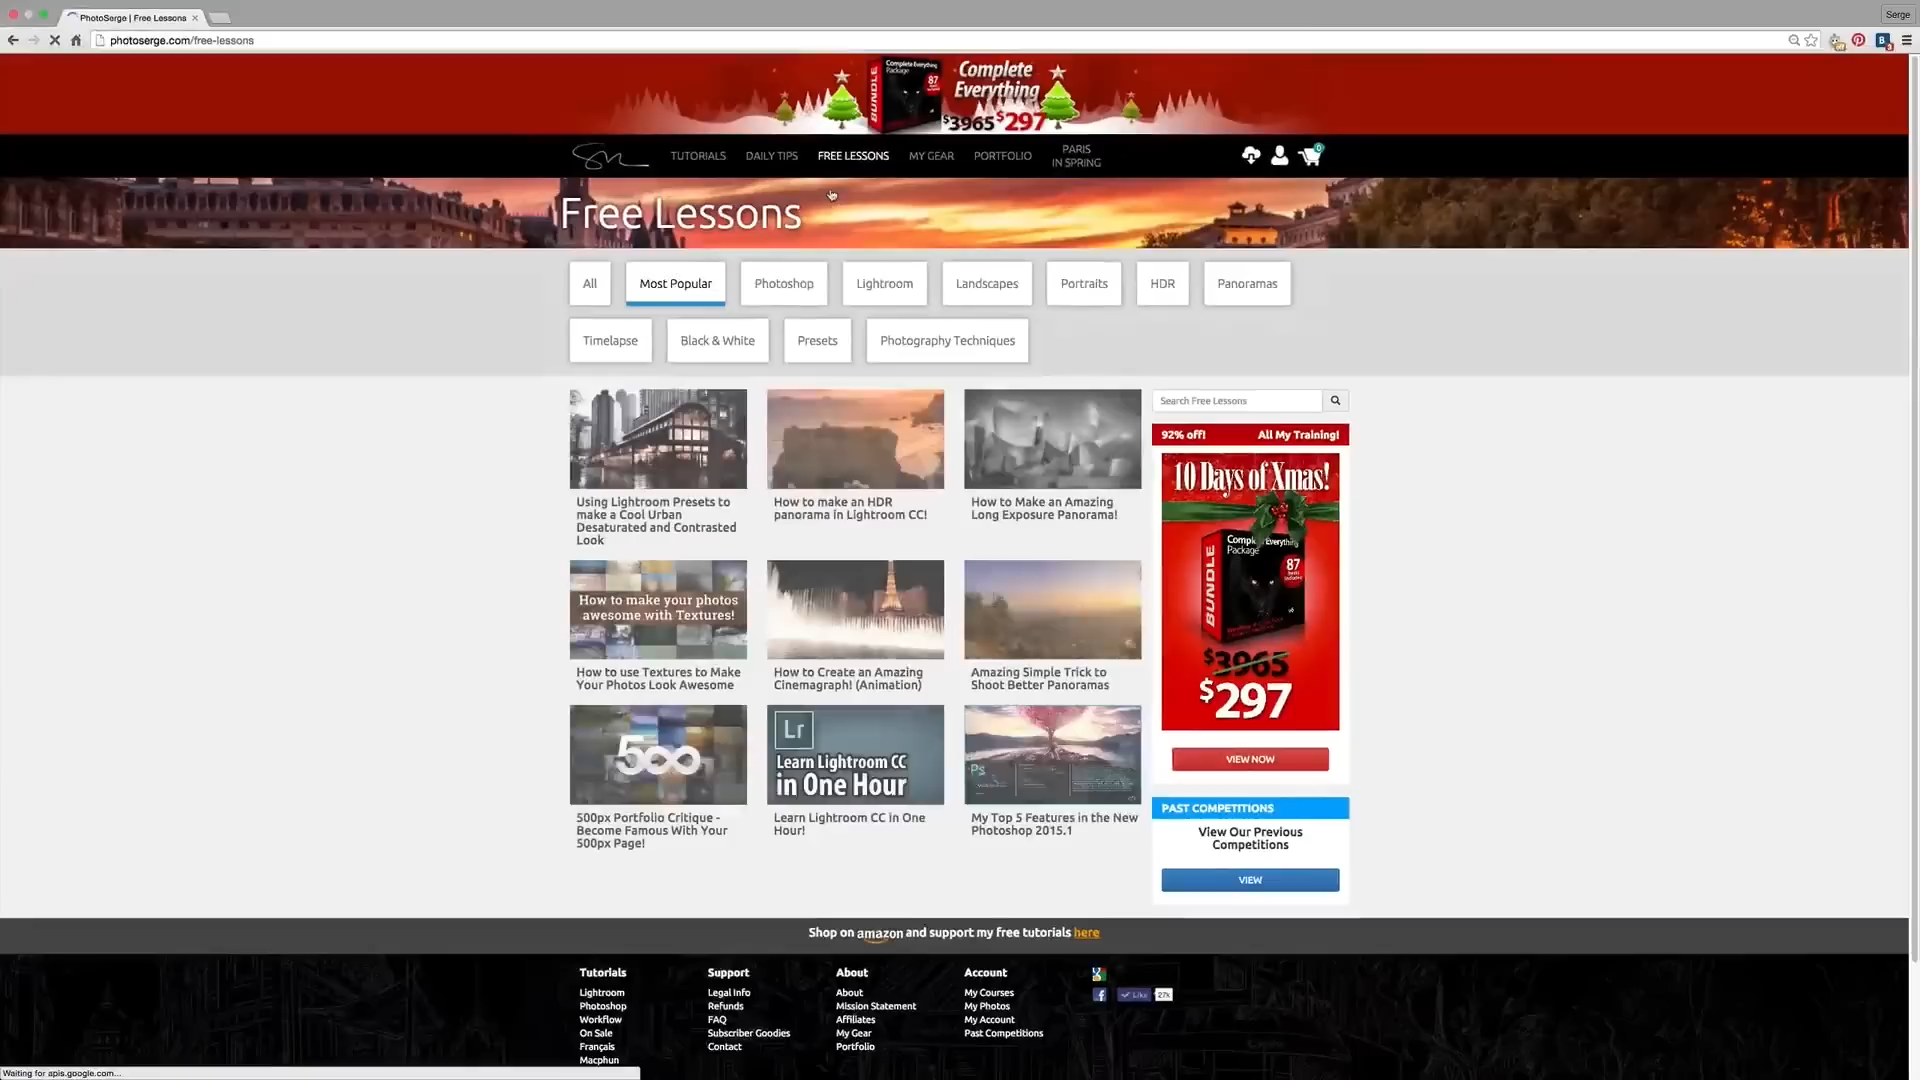 PhotoSerge | Free Lessons
Serge
photoserge.com/free-lessons
BUNDLE
Complete Everything
Package
87
Complete
Everything
$3965 $297
TUTORIALS
DAILY TIPS
FREE LESSONS
MY GEAR
PORTFOLIO
PARIS
IN SPRING
0
Free Lessons
All
Most Popular
Photoshop
Lightroom
Landscapes
Portraits
HDR
Panoramas
Timelapse
Black & White
Presets
Photography Techniques
Using Lightroom Presets to
make a Cool Urban
Desaturated and Contrasted
Look
How to make an HDR
panorama in Lightroom CC!
How to Make an Amazing
Long Exposure Panorama!
How to make your photos
awesome with Textures!
How to use Textures to Make
Your Photos Look Awesome
How to Create an Amazing
Cinemagraph! (Animation)
Amazing Simple Trick to
Shoot Better Panoramas
500
500px Portfolio Critique -
Become Famous With Your
500px Page!
Lr
Learn Lightroom CC
in One Hour
Learn Lightroom CC in One
Hour!
Ps
My Top 5 Features in the New
Photoshop 2015.1
Search Free Lessons
92% off!
All My Training!
10 Days of Xmas!
BUNDLE
Package
87
$3965
$297
VIEW NOW
PAST COMPETITIONS
View Our Previous
Competitions
VIEW
Shop on amazon and support my free tutorials here
Tutorials
Lightroom
Photoshop
Workflow
On Sale
Français
Macphun
Support
Legal Info
Refunds
FAQ
Subscriber Goodies
Contact
About
About
Mission Statement
Affiliates
My Gear
Portfolio
Account
My Courses
My Photos
My Account
Past Competitions
Like
27k
Waiting for apis.google.com...